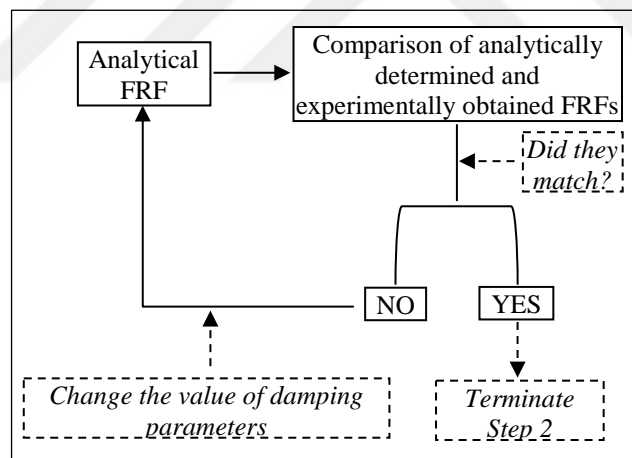 Analytical
FRF
Comparison of analytically
determined and
experimentally obtained FRFs
Did they
match?
NO
YES
Change the value of damping
parameters
Terminate
Step 2